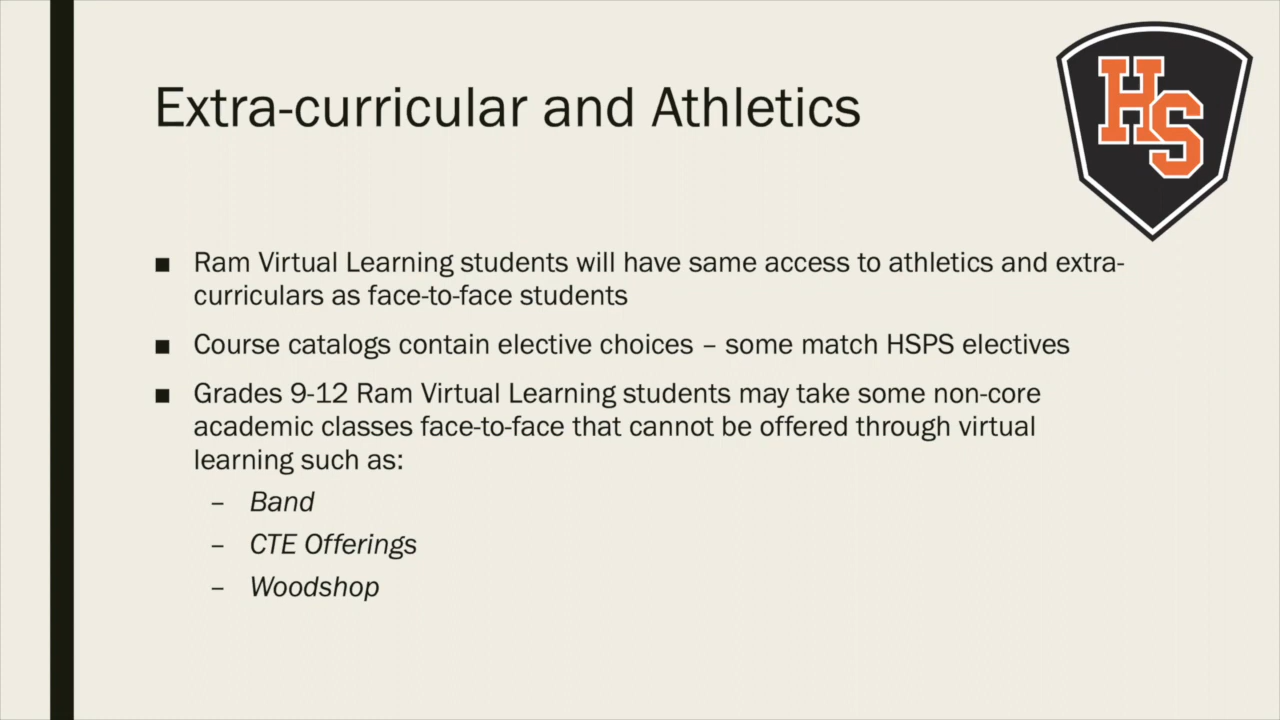 Extra-curricular and Athletics
HS
■ Ram Virtual Learning students will have same access to athletics and extra-
curriculars as face-to-face students
■ Course catalogs contain elective choices – some match HSPS electives
■ Grades 9-12 Ram Virtual Learning students may take some non-core
academic classes face-to-face that cannot be offered through virtual
learning such as:
– Band
– CTE Offerings
– Woodshop